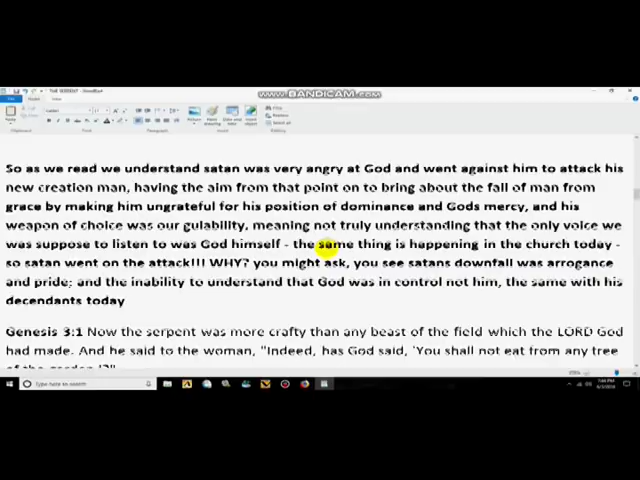 www.BANDICAM.com
So as we read we understand satan was very angry at God and went against him to attack his
new creation man, having the aim from that point on to bring about the fall of man from
grace by making him ungrateful for his position of dominance and Gods mercy, and his
weapon of choice was our gulability, meaning not truly understanding that the only voice we
was suppose to listen to was God himself - the same thing is happening in the church today -
so satan went on the attack!!! WHY? you might ask, you see satans downfall was arrogance
and pride; and the inability to understand that God was in control not him, the same with his
decendants today
Genesis 3:1 Now the serpent was more crafty than any beast of the field which the LORD God
had made. And he said to the woman, "Indeed, has God said, 'You shall not eat from any tree
of the garden'?"
Type here to search